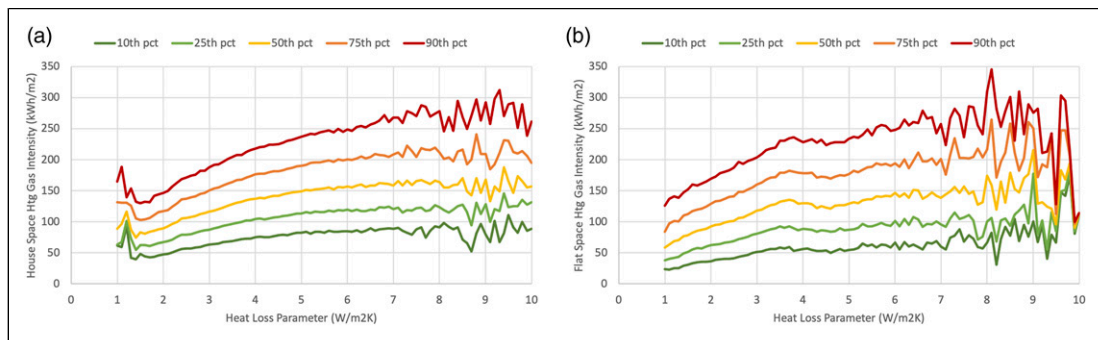 (a)
10th pct 25th pct 50th pct 75th pct 90th pct
House Space Htg Gas Intensity (kWh/m2)
350
300
250
200
150
100
50
0
0 1 2 3 4 5 6 7 8 9 10
Heat Loss Parameter (W/m2K)
(b)
10th pct 25th pct 50th pct 75th pct 90th pct
Flat Space Htg Gas Intensity (kWh/m2)
350
300
250
200
150
100
50
0
0 1 2 3 4 5 6 7 8 9 10
Heat Loss Parameter (W/m2K)